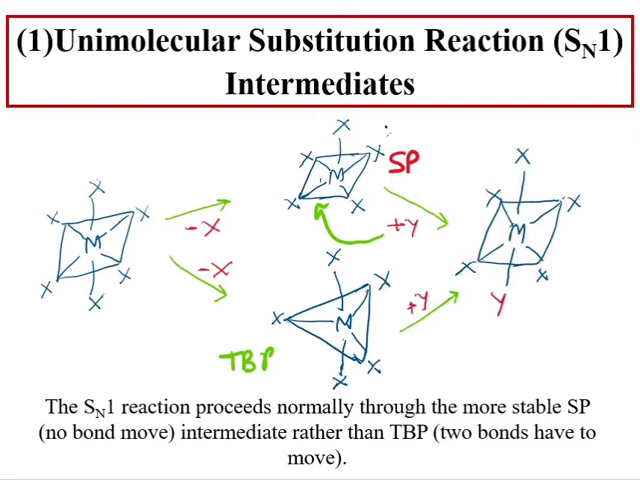 (1)Unimolecular Substitution Reaction (SN1)
Intermediates
X
X
X
X
X
X
M
-X
-X
X
X
X
M
X
X
SP
+Y
X
X
M
X
X
X
TBP
+Y
X
X
X
M
X
X
Y
The SN1 reaction proceeds normally through the more stable SP
(no bond move) intermediate rather than TBP (two bonds have to
move).